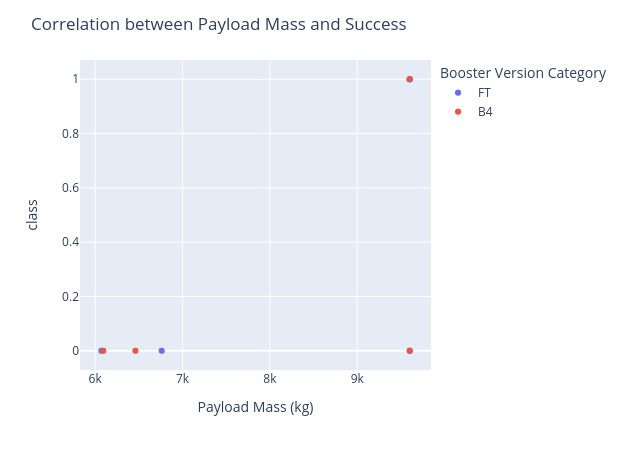 Correlation between Payload Mass and Success
Booster Version Category
FT
B4
1
0.8
0.6
0.4
0.2
0
class
6k
7k
8k
9k
Payload Mass (kg)